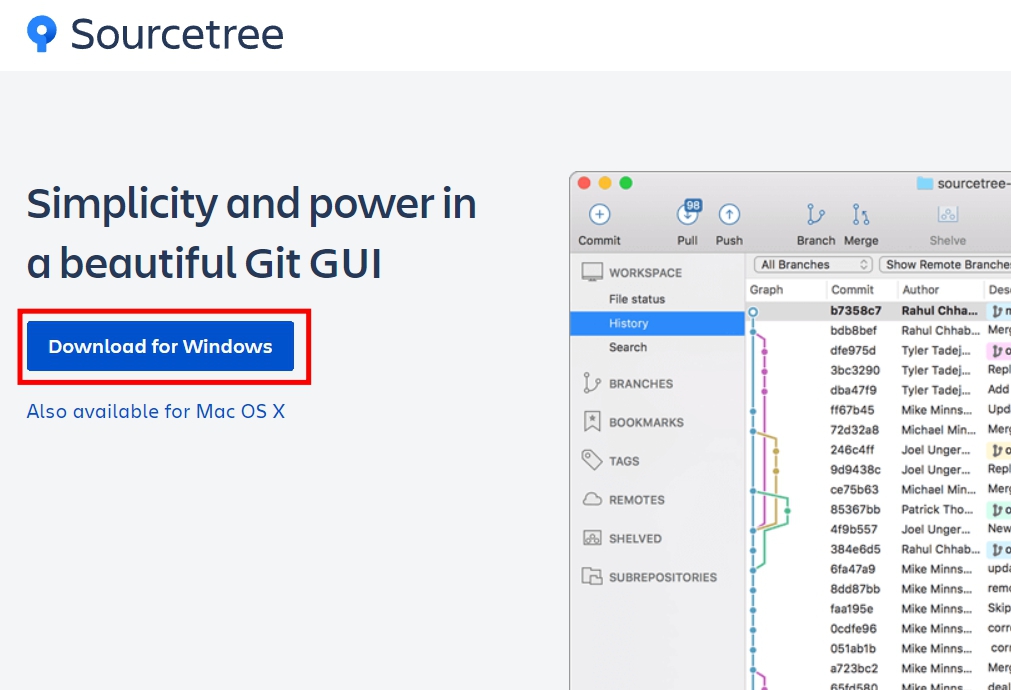 Sourcetree
Simplicity and power in
a beautiful Git GUI
Download for Windows
Also available for Mac OS X
sourcetree-
98
Commit Pull Push Branch Merge Shelve
All Branches Show Remote Branches
WORKSPACE
File status
History
Search
BRANCHES
BOOKMARKS
TAGS
REMOTES
SHELVED
SUBREPOSITORIES
Graph Commit Author Desc
b7358c7 Rahul Chha...
bdb8bef Rahul Chhab... Merg
dfe975d Tyler Tadej...
3bc3290 Tyler Tadej... Repl
dba47f9 Tyler Tadej... Add
ff67b45 Mike Minns... Upd
72d32a8 Michael Min... Merg
246c4ff Joel Unger...
9d9438c Joel Unger... Repl
ce75b63 Michael Min... Merg
85367bb Patrick Tho...
4f9b557 Joel Unger... New
384e6d5 Rahul Chhab...
6fa47a9 Mike Minns... upda
8dd87bb Mike Minns... remo
faa195e Mike Minns... Skip
0cdfe96 Mike Minns... corr
051ab1b Mike Minns... corr
a723bc2 Mike Minns... Merg
65fd580 Mike Minns... deal